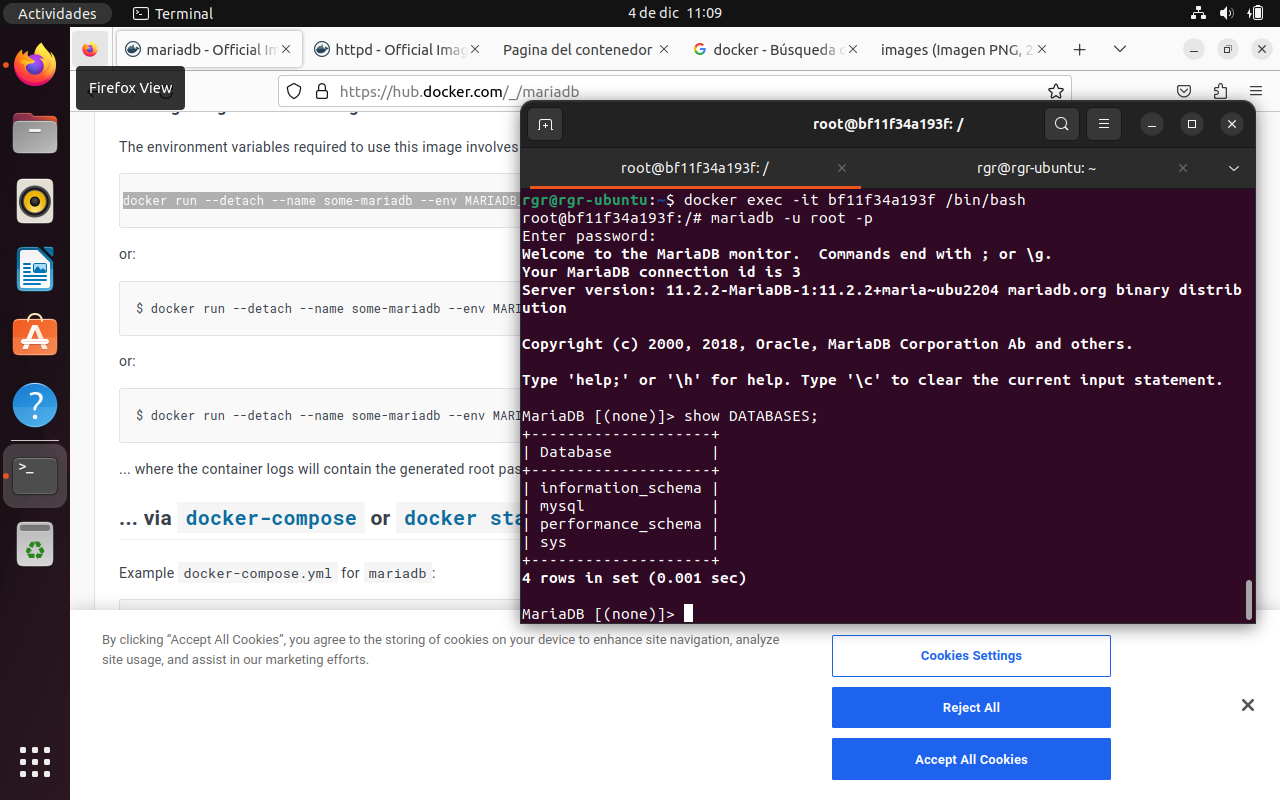 Actividades
Terminal
4 de dic 11:09
mariadb - Official Im
httpd - Official Imag
Pagina del contenedor
docker - Búsqueda d
images (Imagen PNG, 2
Firefox View
https://hub.docker.com/_/mariadb
The environment variables required to use this image involves
docker run --detach --name some-mariadb --env MARIADB
or:
$ docker run --detach --name some-mariadb --env MARI
or:
$ docker run --detach --name some-mariadb --env MARI
... where the container logs will contain the generated root pas
... via docker-compose or docker sta
Example docker-compose.yml for mariadb:
root@bf11f34a193f: /
root@bf11f34a193f: /
rgr@rgr-ubuntu: ~
rgr@rgr-ubuntu:~$ docker exec -it bf11f34a193f /bin/bash
root@bf11f34a193f:/# mariadb -u root -p
Enter password:
Welcome to the MariaDB monitor.  Commands end with ; or \g.
Your MariaDB connection id is 3
Server version: 11.2.2-MariaDB-1:11.2.2+maria~ubu2204 mariadb.org binary distrib
ution
Copyright (c) 2000, 2018, Oracle, MariaDB Corporation Ab and others.
Type 'help;' or '\h' for help. Type '\c' to clear the current input statement.
MariaDB [(none)]> show DATABASES;
+--------------------+
| Database           |
+--------------------+
| information_schema |
| mysql              |
| performance_schema |
| sys                |
+--------------------+
4 rows in set (0.001 sec)
MariaDB [(none)]>
By clicking “Accept All Cookies”, you agree to the storing of cookies on your device to enhance site navigation, analyze
site usage, and assist in our marketing efforts.
Cookies Settings
Reject All
Accept All Cookies